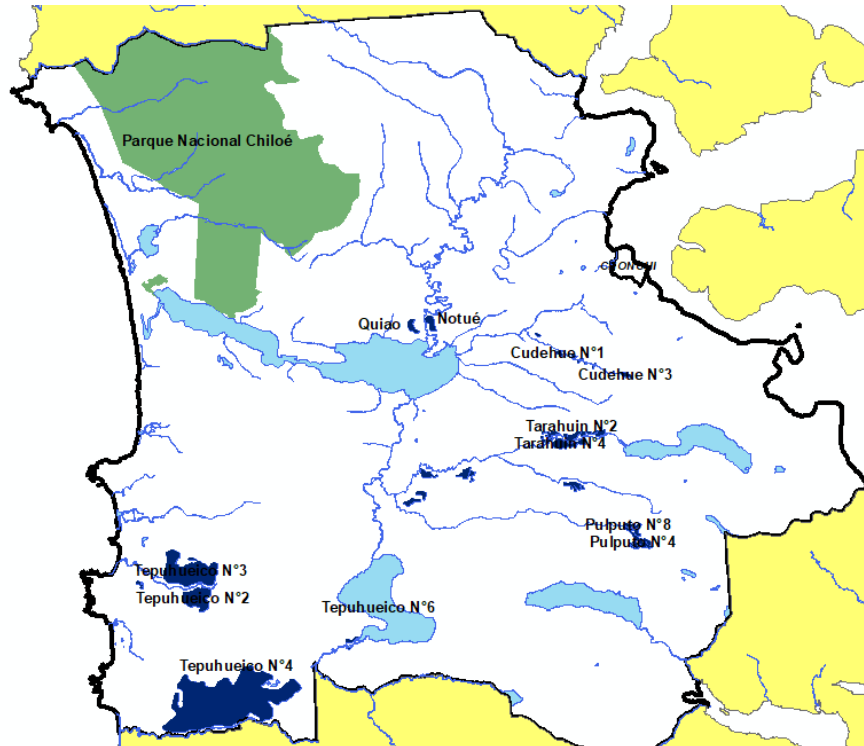 Parque Nacional Chiloé
CHONCHI
Quiao
Notué
Cudehue N°1
Cudehue N°3
Tarahuin N°2
Tarahuin N°4
Pulputo N°8
Pulputo N°4
Tepuhueico N°3
Tepuhueico N°2
Tepuhueico N°6
Tepuhueico N°4